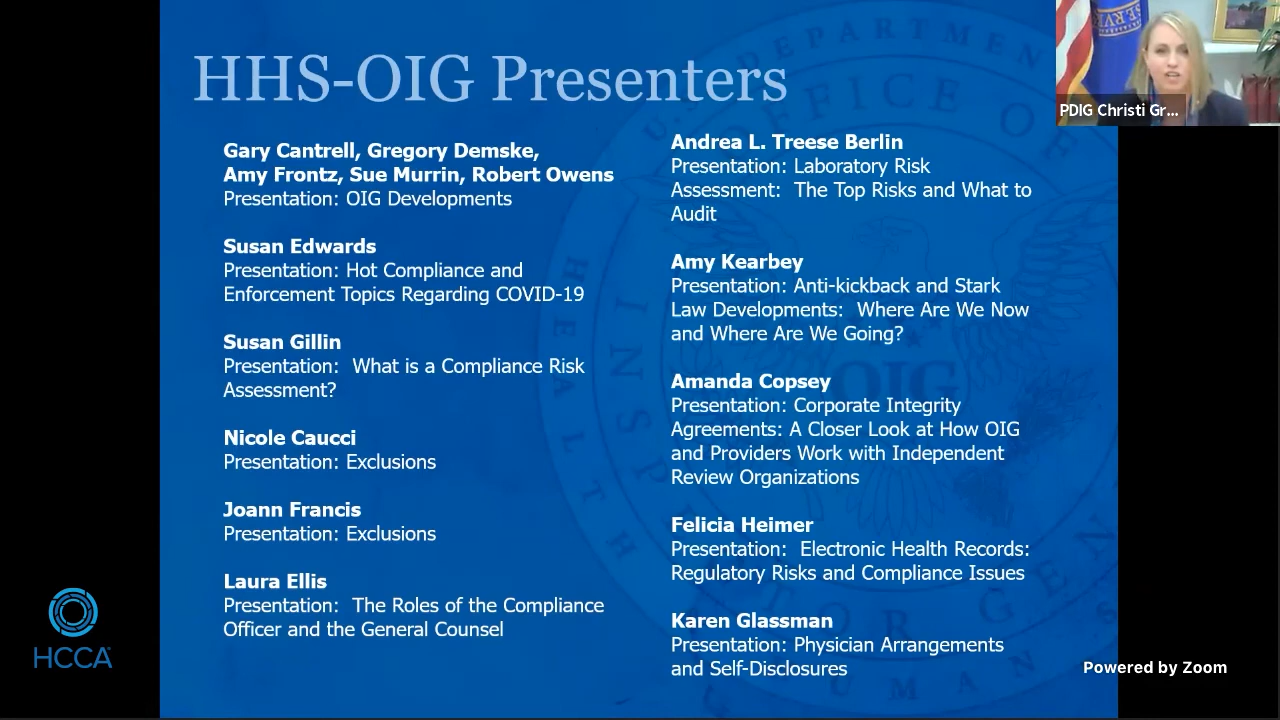 HHS-OIG Presenters
Gary Cantrell, Gregory Demske,
Amy Frontz, Sue Murrin, Robert Owens
Presentation: OIG Developments
Susan Edwards
Presentation: Hot Compliance and
Enforcement Topics Regarding COVID-19
Susan Gillin
Presentation: What is a Compliance Risk
Assessment?
Nicole Caucci
Presentation: Exclusions
Joann Francis
Presentation: Exclusions
Laura Ellis
Presentation: The Roles of the Compliance
Officer and the General Counsel
Andrea L. Treese Berlin
Presentation: Laboratory Risk
Assessment: The Top Risks and What to
Audit
Amy Kearbey
Presentation: Anti-kickback and Stark
Law Developments: Where Are We Now
and Where Are We Going?
Amanda Copsey
Presentation: Corporate Integrity
Agreements: A Closer Look at How OIG
and Providers Work with Independent
Review Organizations
Felicia Heimer
Presentation: Electronic Health Records:
Regulatory Risks and Compliance Issues
Karen Glassman
Presentation: Physician Arrangements
and Self-Disclosures
PDIG Christi Gr...
HCCA
Powered by Zoom
OIG